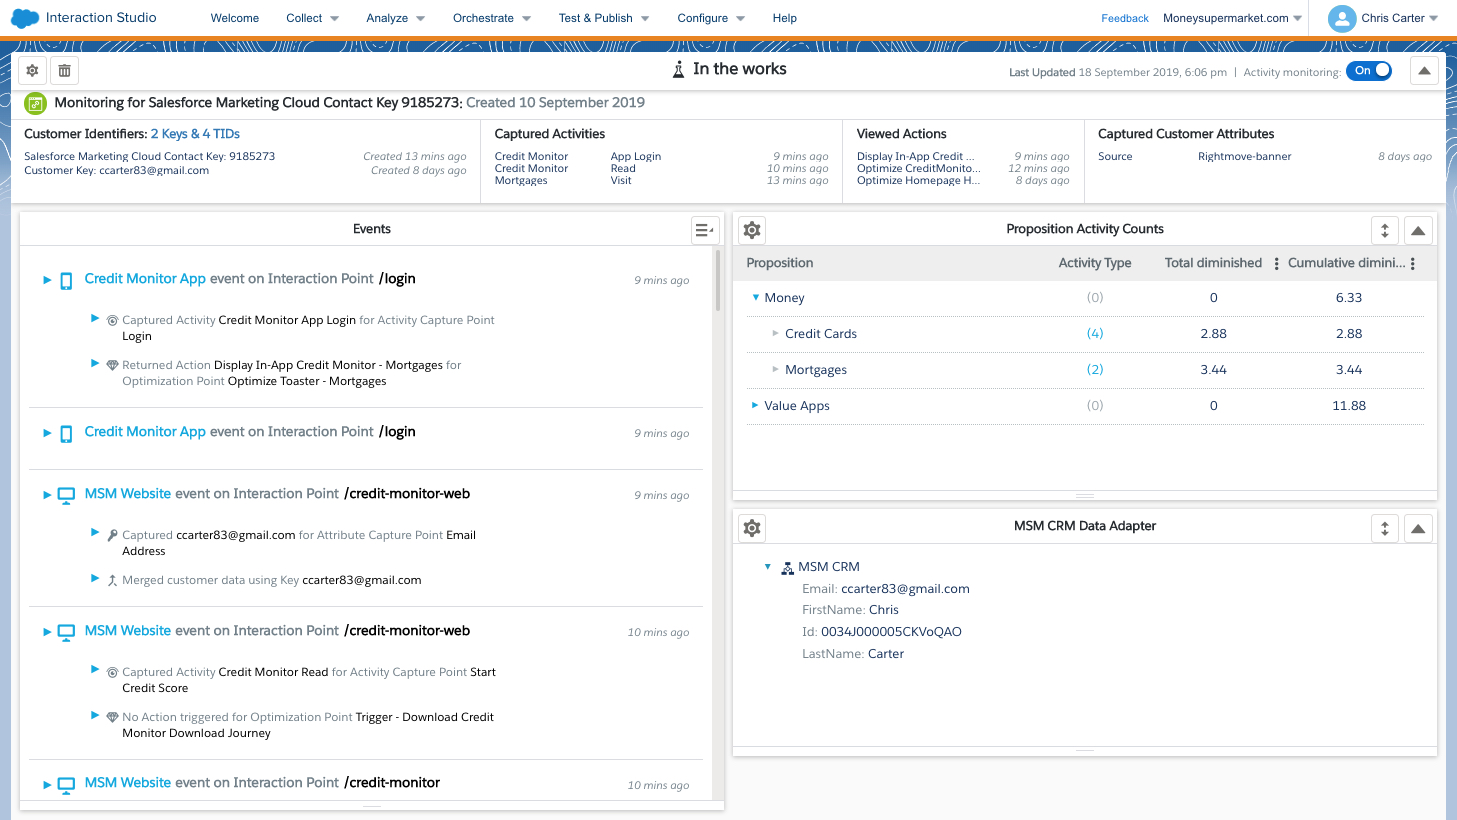 Interaction Studio
Welcome
Collect
Analyze
Orchestrate
Test & Publish
Configure
Help
Feedback
Moneysupermarket.com
Chris Carter
In the works
Last Updated 18 September 2019, 6:06 pm | Activity monitoring: On
Monitoring for Salesforce Marketing Cloud Contact Key 9185273: Created 10 September 2019
Customer Identifiers: 2 Keys & 4 TIDs
Salesforce Marketing Cloud Contact Key: 9185273 Created 13 mins ago
Customer Key: ccarter83@gmail.com Created 8 days ago
Captured Activities
Credit Monitor App Login 9 mins ago
Credit Monitor Read 10 mins ago
Mortgages Visit 13 mins ago
Viewed Actions
Display In-App Credit ... 9 mins ago
Optimize CreditMonito... 12 mins ago
Optimize Homepage H... 8 days ago
Captured Customer Attributes
Source Rightmove-banner 8 days ago
Events
Credit Monitor App event on Interaction Point /login 9 mins ago
Captured Activity Credit Monitor App Login for Activity Capture Point
Login
Returned Action Display In-App Credit Monitor - Mortgages for
Optimization Point Optimize Toaster - Mortgages
Credit Monitor App event on Interaction Point /login 9 mins ago
MSM Website event on Interaction Point /credit-monitor-web 9 mins ago
Captured ccarter83@gmail.com for Attribute Capture Point Email
Address
Merged customer data using Key ccarter83@gmail.com
MSM Website event on Interaction Point /credit-monitor-web 10 mins ago
Captured Activity Credit Monitor Read for Activity Capture Point Start
Credit Score
No Action triggered for Optimization Point Trigger - Download Credit
Monitor Download Journey
MSM Website event on Interaction Point /credit-monitor 10 mins ago
Proposition Activity Counts
Proposition Activity Type Total diminished Cumulative dimini...
Money (0) 0 6.33
Credit Cards (4) 2.88 2.88
Mortgages (2) 3.44 3.44
Value Apps (0) 0 11.88
MSM CRM Data Adapter
MSM CRM
Email: ccarter83@gmail.com
FirstName: Chris
Id: 0034J000005CKVoQAO
LastName: Carter